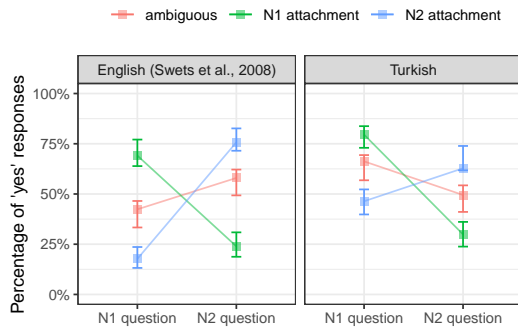 ambiguous N1 attachment N2 attachment
English (Swets et al., 2008) Turkish
Percentage of 'yes' responses
100%
75%
50%
25%
0%
N1 question N2 question N1 question N2 question